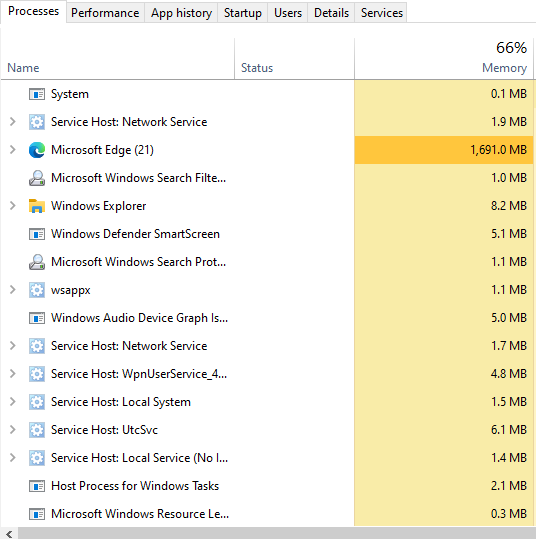 Processes Performance App history Startup Users Details Services
66%
Name Status Memory
System 0.1 MB
Service Host: Network Service 1.9 MB
Microsoft Edge (21) 1,691.0 MB
Microsoft Windows Search Filte... 1.0 MB
Windows Explorer 8.2 MB
Windows Defender SmartScreen 5.1 MB
Microsoft Windows Search Prot... 1.1 MB
wsappx 1.1 MB
Windows Audio Device Graph Is... 5.0 MB
Service Host: Network Service 1.7 MB
Service Host: WpnUserService_4... 4.8 MB
Service Host: Local System 1.5 MB
Service Host: UtcSvc 6.1 MB
Service Host: Local Service (No I... 1.4 MB
Host Process for Windows Tasks 2.1 MB
Microsoft Windows Resource Le... 0.3 MB